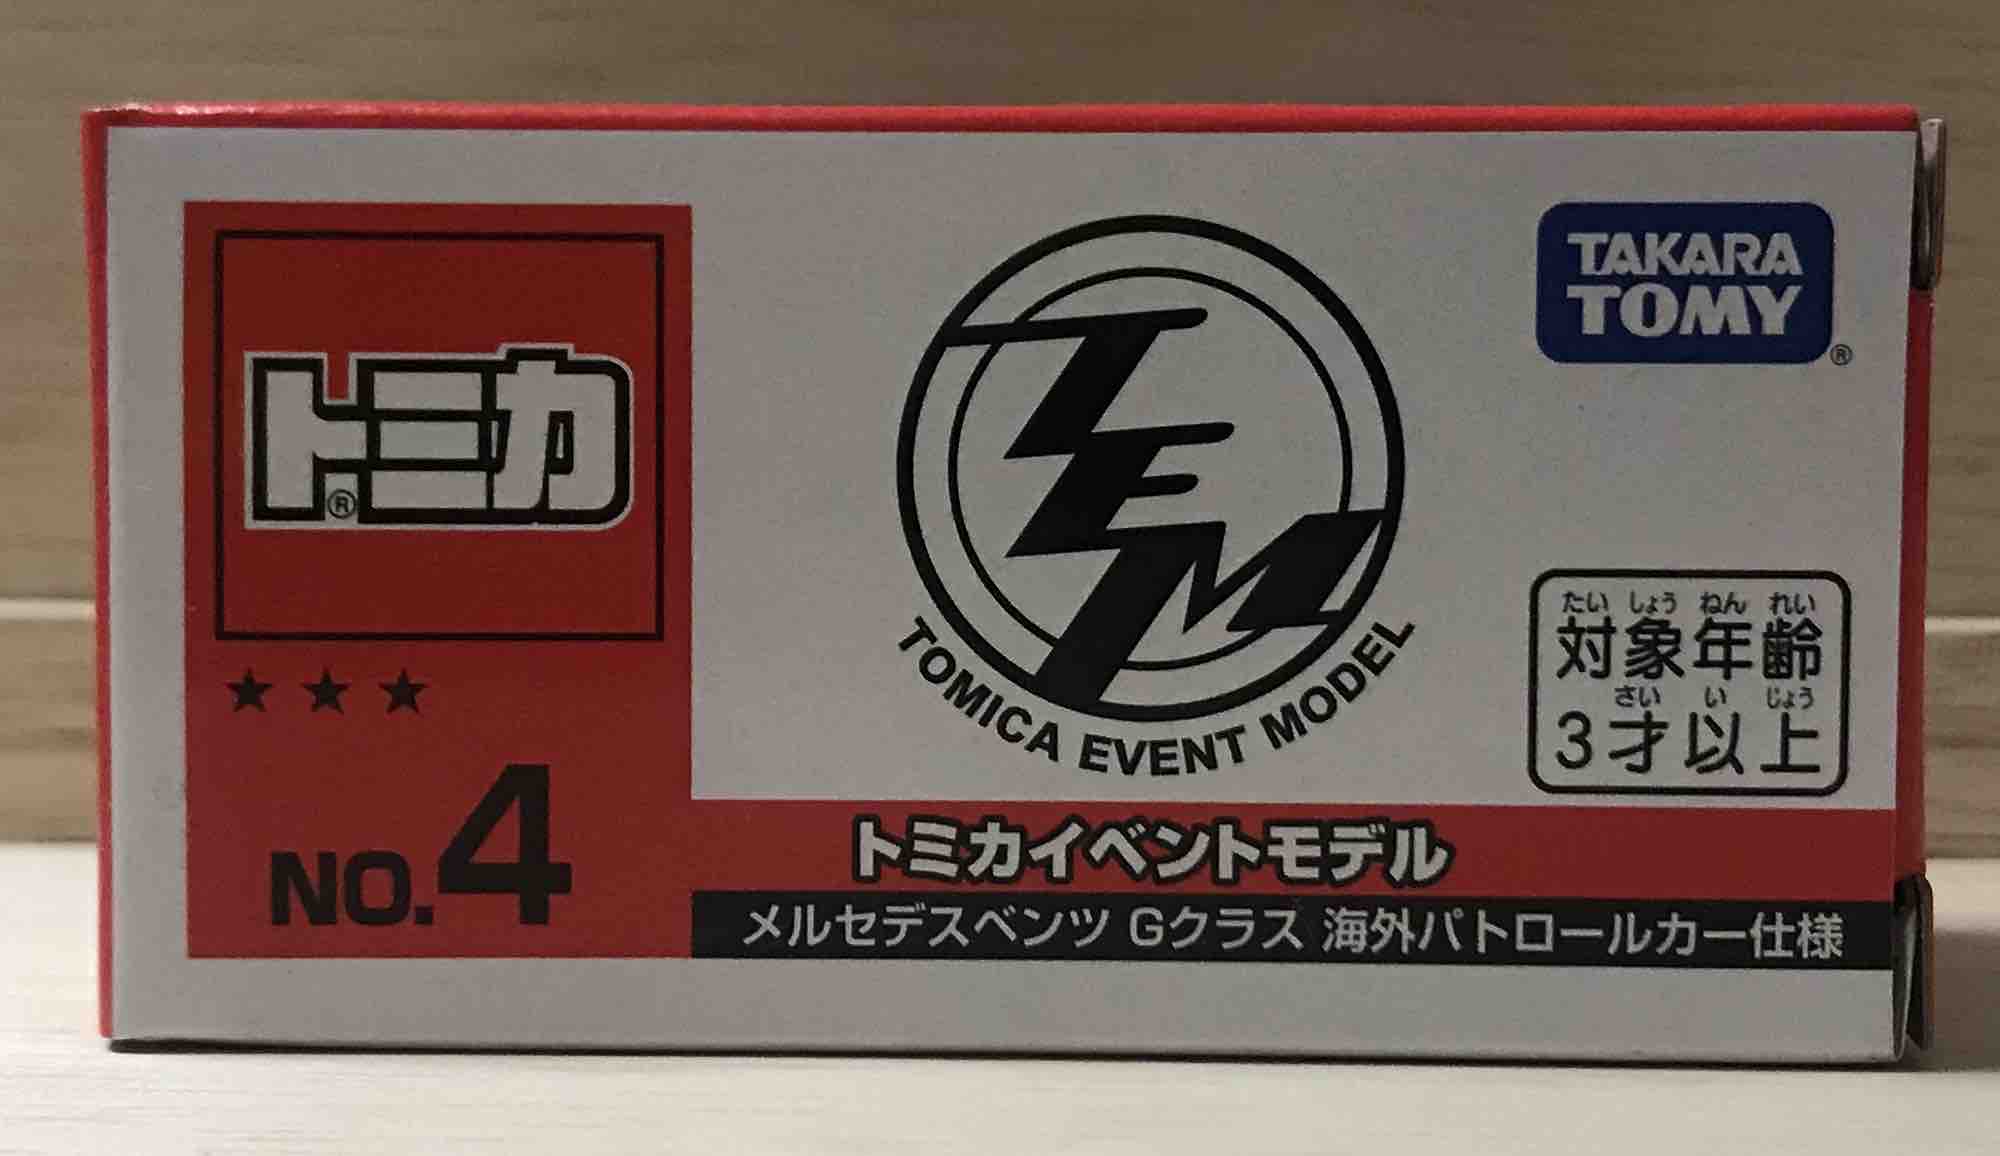 トミカ®
★★★
NO.4
TEM
TOMICA EVENT MODEL
TAKARA
TOMY®
たいしょうねんれい
対象年齢
さいいじょう
3才以上
トミカイベントモデル
メルセデスベンツ Gクラス 海外パトロールカー仕様